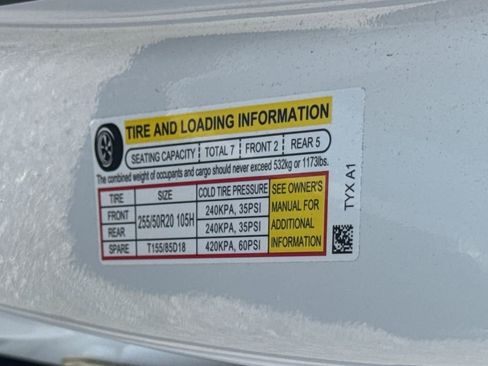 TIRE AND LOADING INFORMATION
SEATING CAPACITY TOTAL 7 FRONT 2 REAR 5
The combined weight of occupants and cargo should never exceed 532kg or 1173lbs.
TIRE SIZE COLD TIRE PRESSURE
FRONT 255/50R20 105H 240KPA, 35PSI
REAR 240KPA, 35PSI
SPARE T155/85D18 420KPA, 60PSI
SEE OWNER'S
MANUAL FOR
ADDITIONAL
INFORMATION
TYX A1